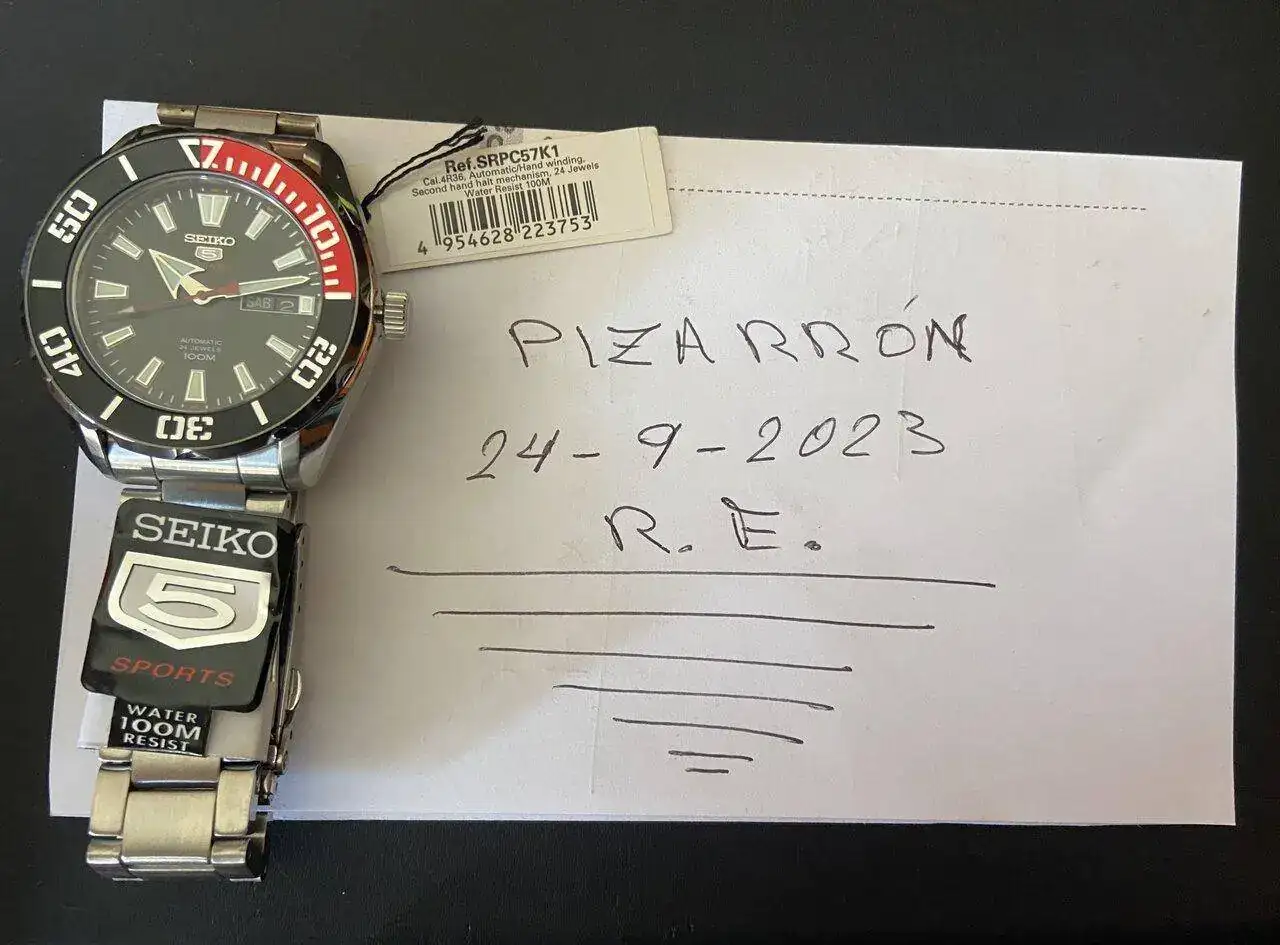 50
10
20
30
40
SEIKO
5
SAB 2
AUTOMATIC
24 JEWELS
100M
Ref.SRPC57K1
Cal.4R36, Automatic/Hand winding,
Second hand halt mechanism, 24 Jewels
Water Resist 100M
4 954628 223753
PIZARRÓN
24-9-2023
R.E.
SEIKO
5
SPORTS
WATER
100M
RESIST